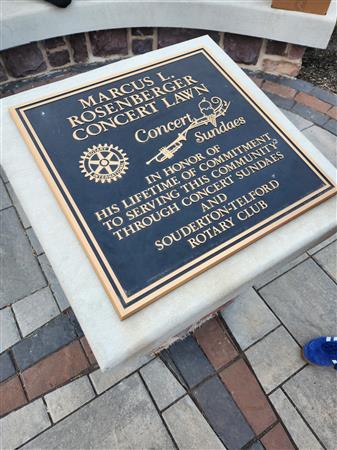 MARCUS L.
ROSENBERGER
CONCERT LAWN
Concert
Sundaes
IN HONOR OF
HIS LIFETIME OF COMMITMENT
TO SERVING THIS COMMUNITY
THROUGH CONCERT SUNDAES
AND
SOUDERTON-TELFORD
ROTARY CLUB